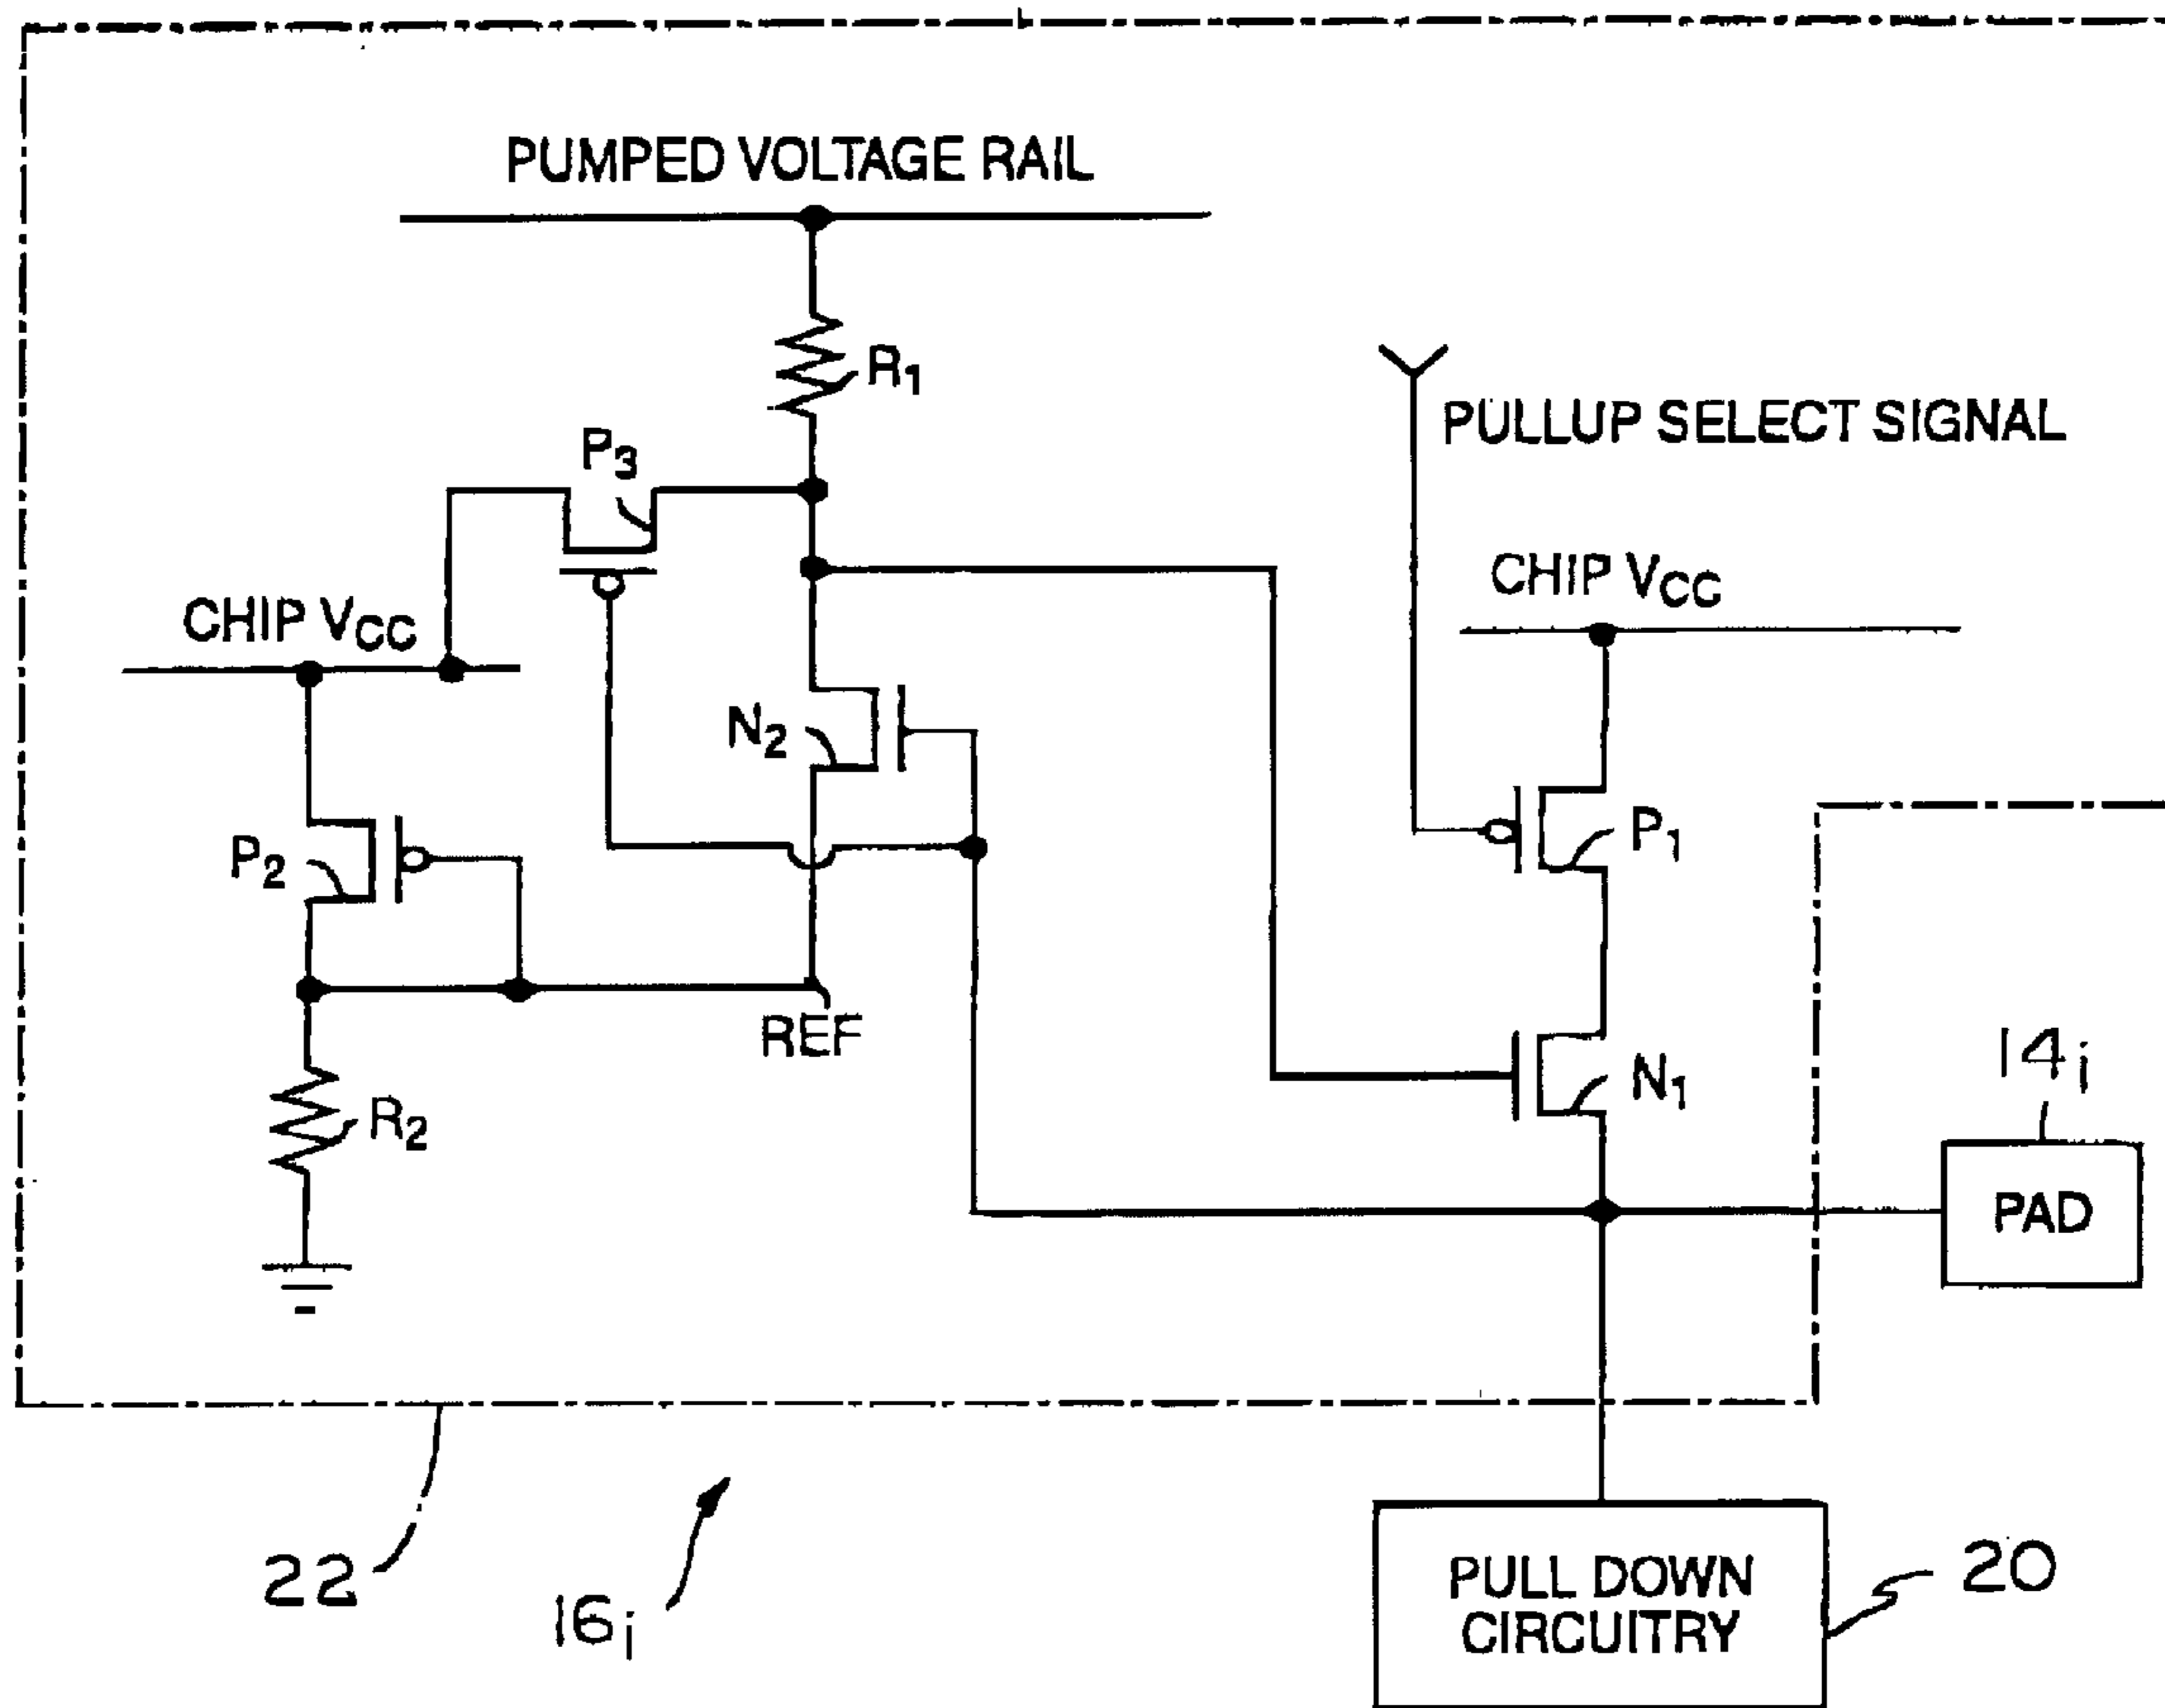 PUMPED VOLTAGE RAIL
R1
P3
PULLUP SELECT SIGNAL
CHIP VCC
CHIP VCC
N2
P2
P1
REF
N1
14i
R2
PAD
22
16i
PULL DOWN
CIRCUITRY
20